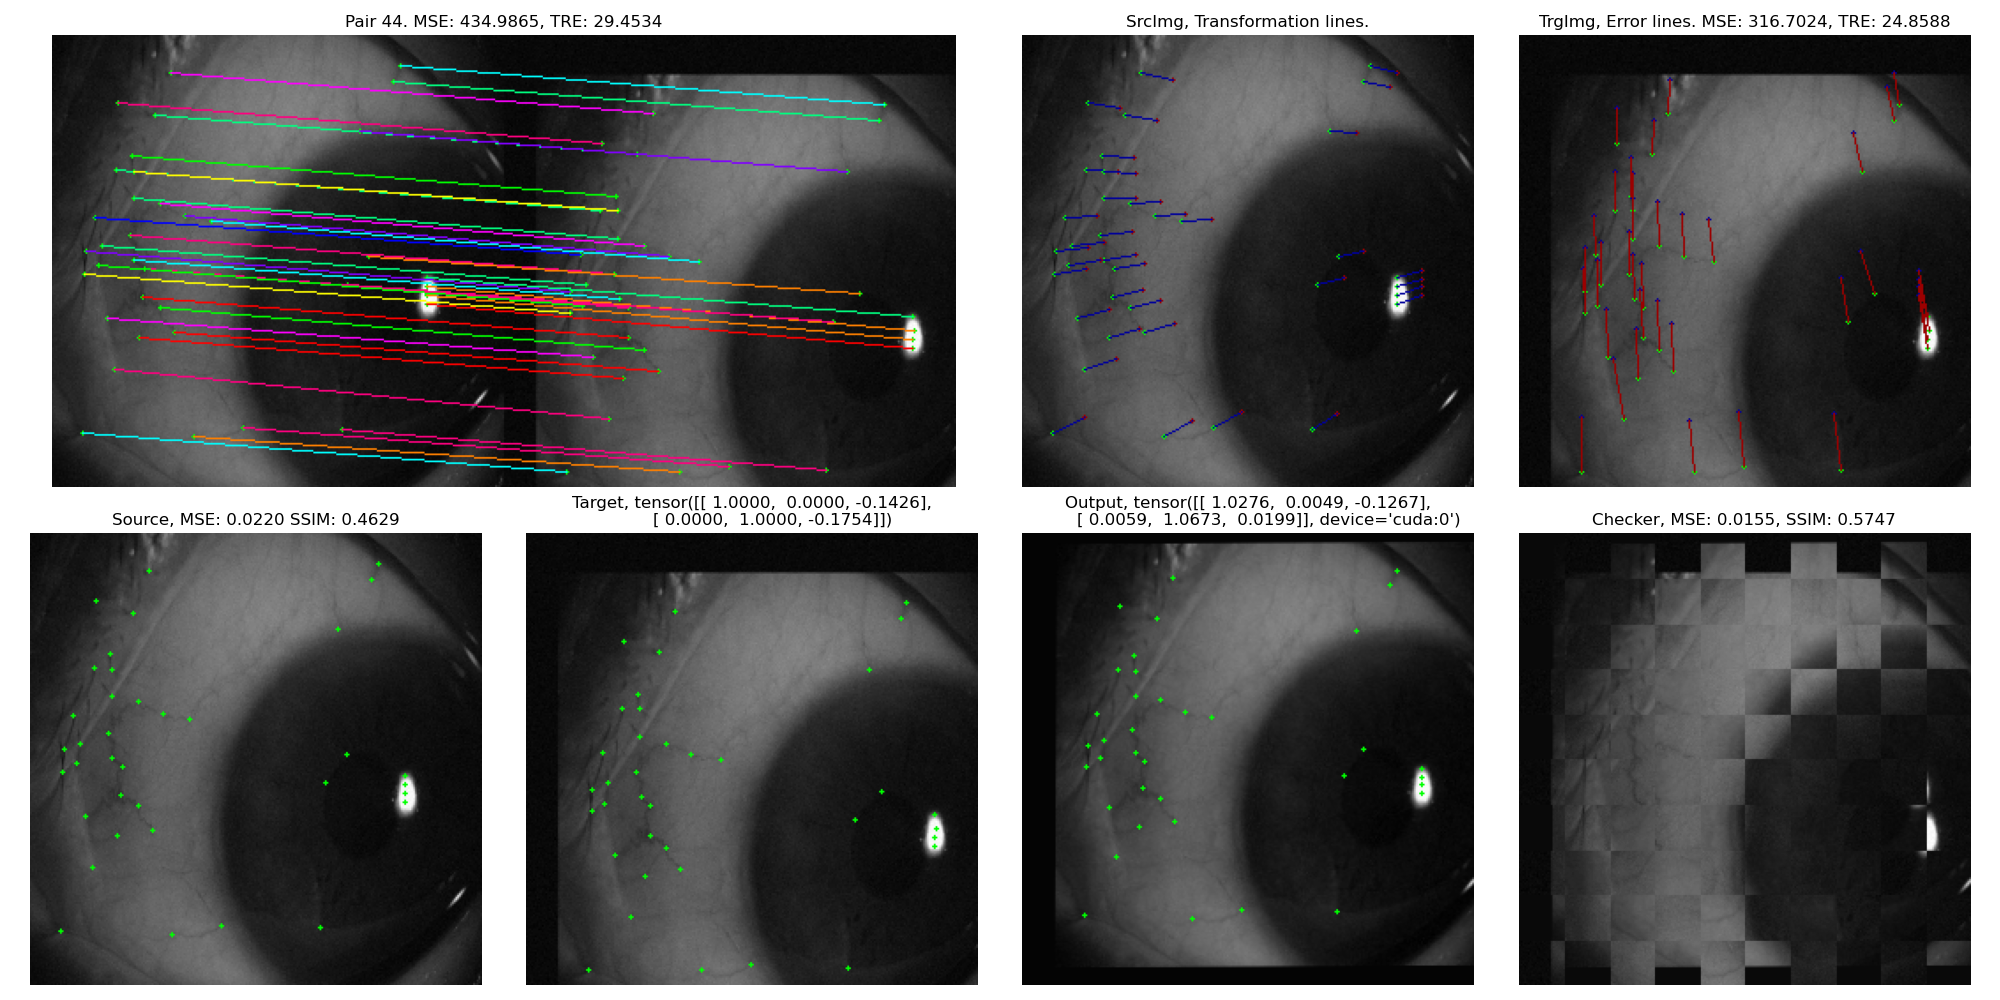 Pair 44. MSE: 434.9865, TRE: 29.4534
SrcImg, Transformation lines.
TrgImg, Error lines. MSE: 316.7024, TRE: 24.8588
Source, MSE: 0.0220 SSIM: 0.4629
Target, tensor([[ 1.0000, 0.0000, -0.1426],
[ 0.0000, 1.0000, -0.1754]])
Output, tensor([[ 1.0276, 0.0049, -0.1267],
[ 0.0059, 1.0673, 0.0199]], device='cuda:0')
Checker, MSE: 0.0155, SSIM: 0.5747